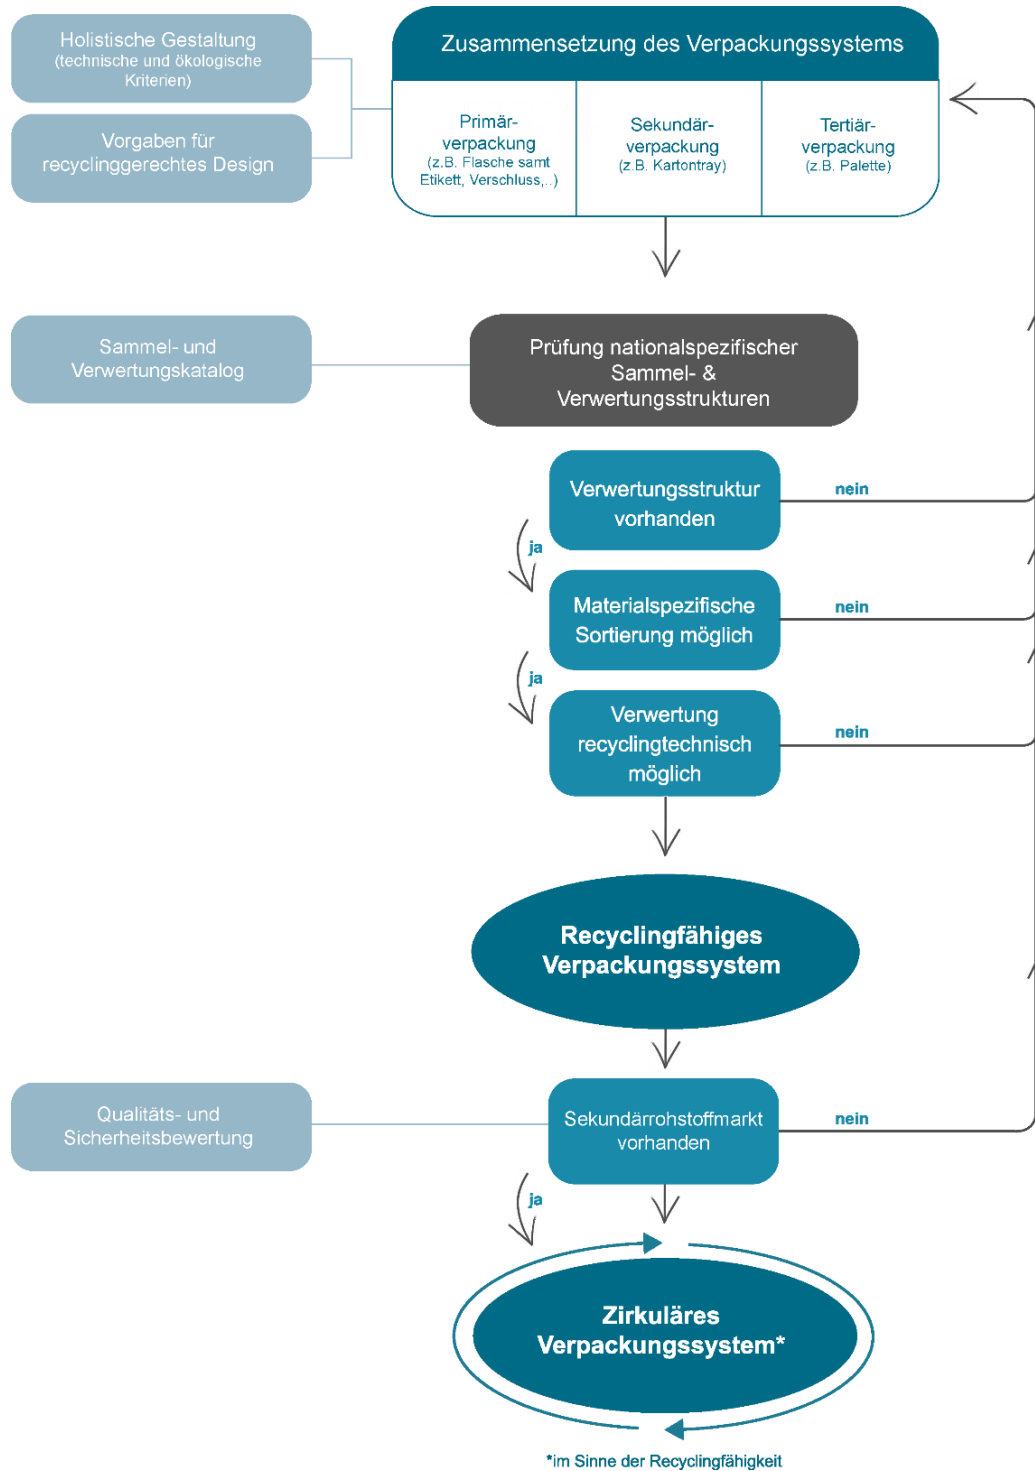 Holistische Gestaltung
(technische und ökologische
Kriterien)
Vorgaben für
recyclinggerechtes Design
Zusammensetzung des Verpackungssystems
Primär-
verpackung
(z.B. Flasche samt
Etikett, Verschluss,..)
Sekundär-
verpackung
(z.B. Kartontray)
Tertiär-
verpackung
(z.B. Palette)
Sammel- und
Verwertungskatalog
Prüfung nationalspezifischer
Sammel- &
Verwertungsstrukturen
Verwertungsstruktur
vorhanden
nein
ja
Materialspezifische
Sortierung möglich
nein
ja
Verwertung
recyclingtechnisch
möglich
nein
Recyclingfähiges
Verpackungssystem
Qualitäts- und
Sicherheitsbewertung
Sekundärrohstoffmarkt
vorhanden
nein
ja
Zirkuläres
Verpackungssystem*
*im Sinne der Recyclingfähigkeit